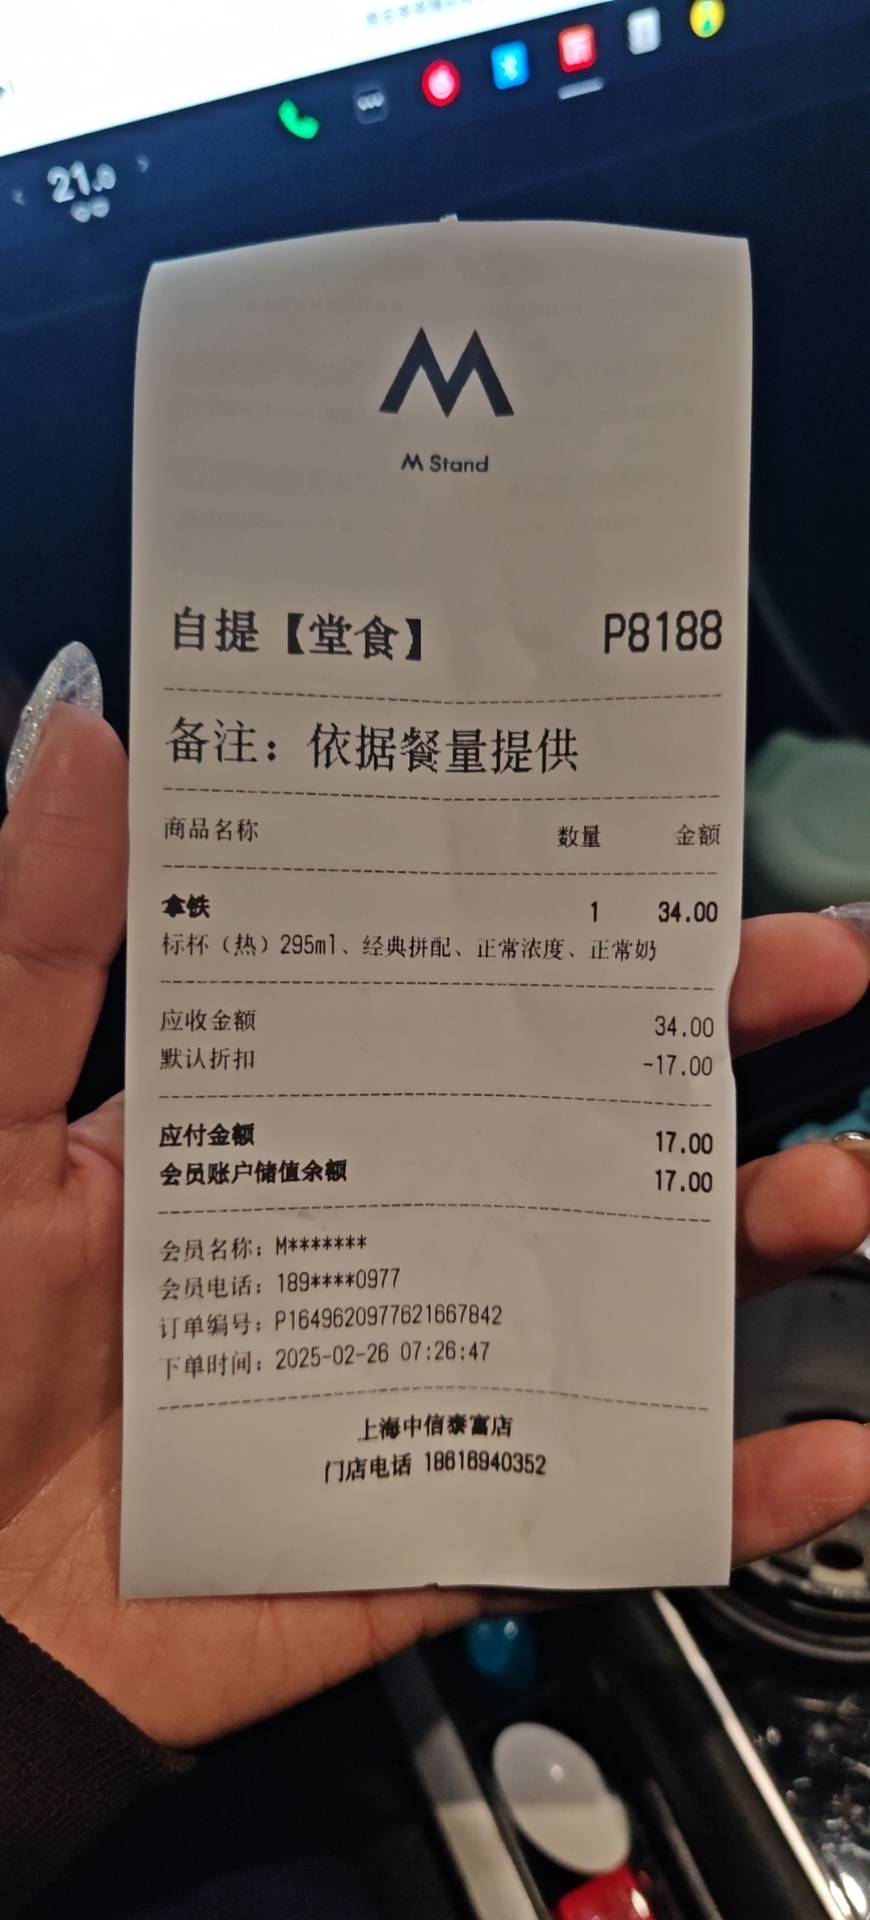 21.0
M Stand
自提【堂食】 P8188
备注：依据餐量提供
商品名称 数量 金额
拿铁 1 34.00
标杯（热）295ml、经典拼配、正常浓度、正常奶
应收金额 34.00
默认折扣 -17.00
应付金额 17.00
会员账户储值余额 17.00
会员名称：M*******
会员电话：189****0977
订单编号：P1649620977621667842
下单时间：2025-02-26 07:26:47
上海中信泰富店
门店电话 18616940352